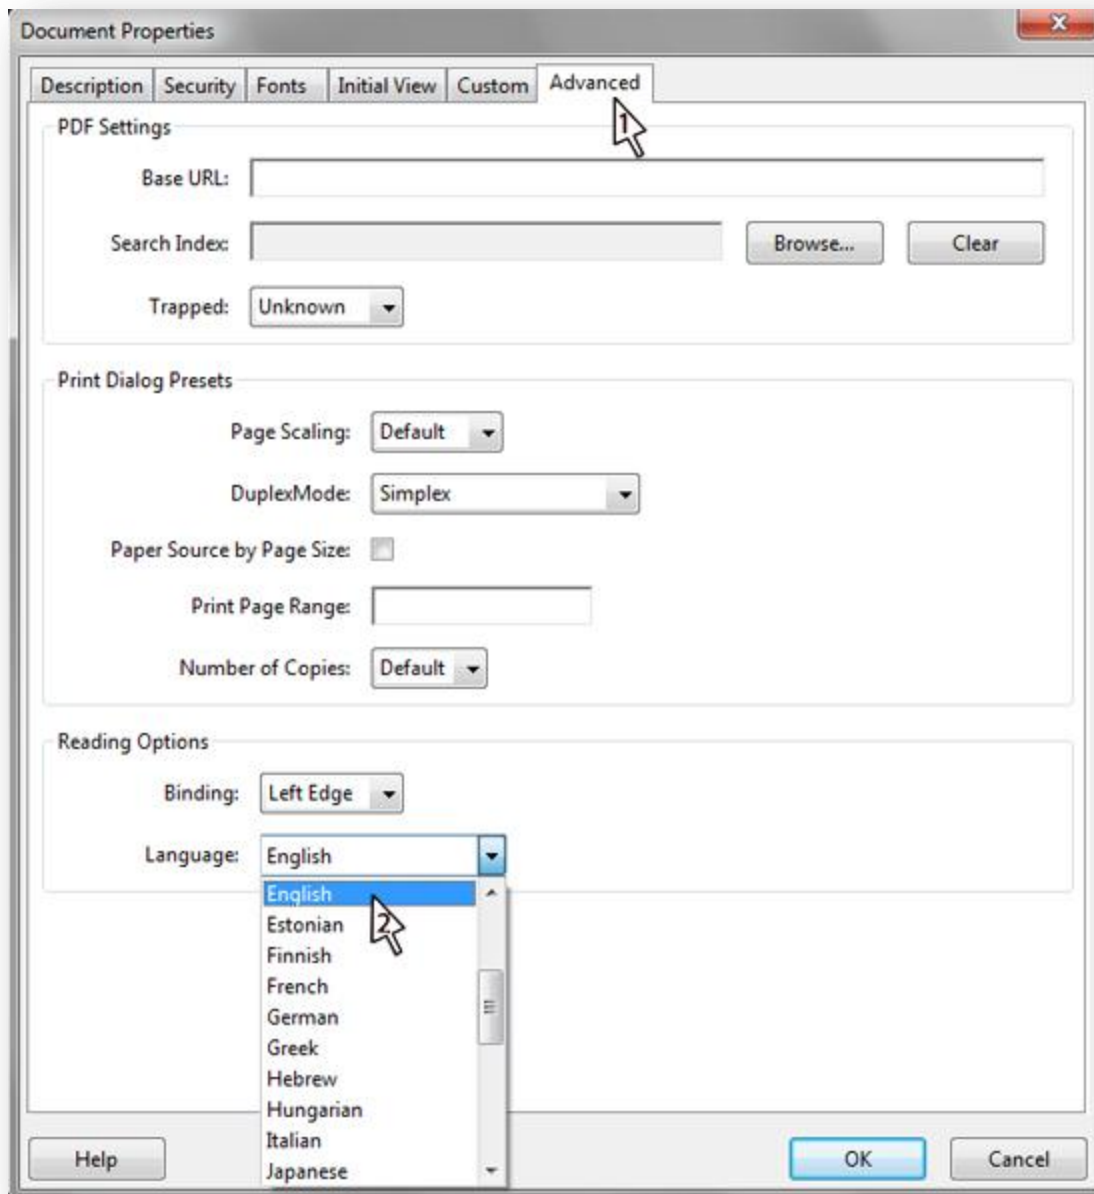 Document Properties
Description Security Fonts Initial View Custom Advanced
1
PDF Settings
Base URL:
Search Index: Browse... Clear
Trapped: Unknown
Print Dialog Presets
Page Scaling: Default
DuplexMode: Simplex
Paper Source by Page Size:
Print Page Range:
Number of Copies: Default
Reading Options
Binding: Left Edge
Language: English
English
2
Estonian
Finnish
French
German
Greek
Hebrew
Hungarian
Italian
Japanese
Help OK Cancel